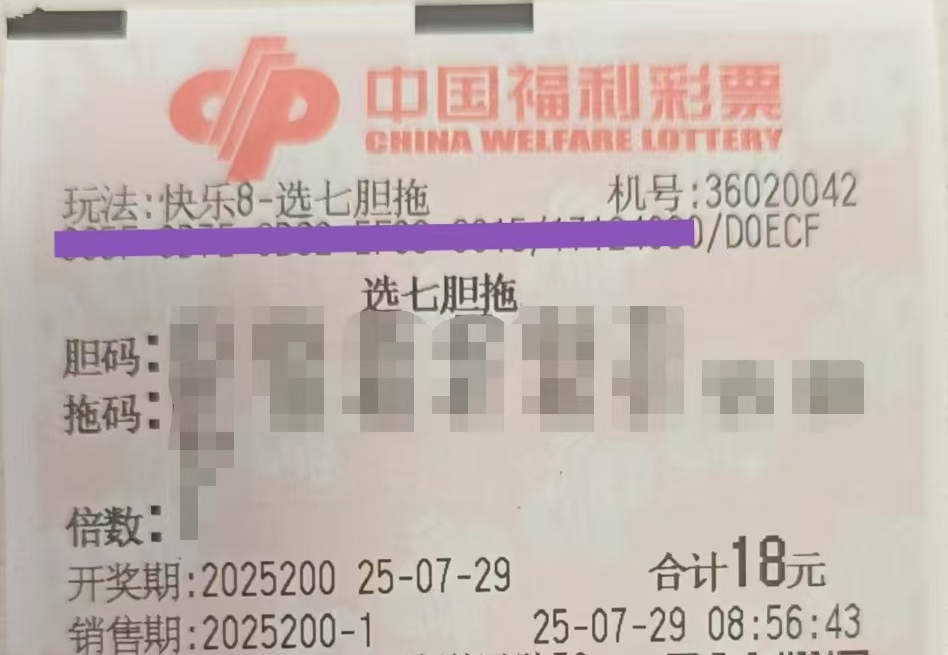 中国福利彩票
CHINA WELFARE LOTTERY
玩法:快乐8-选七胆拖 机号:36020042
0/D0ECF
选七胆拖
胆码:
拖码:
倍数:
开奖期:2025200 25-07-29 合计18元
销售期:2025200-1 25-07-29 08:56:43